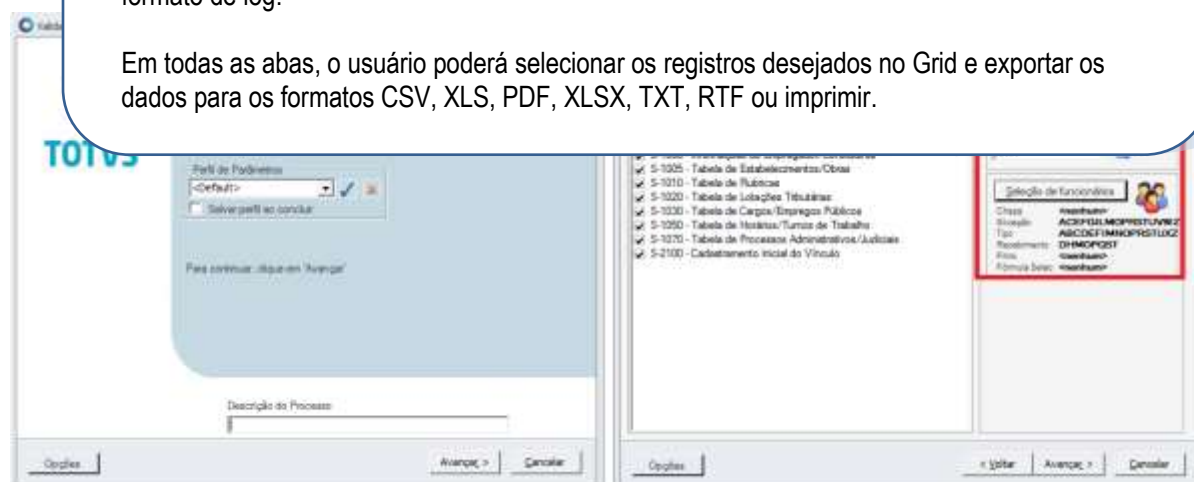 formato de log.
Em todas as abas, o usuário poderá selecionar os registros desejados no Grid e exportar os
dados para os formatos CSV, XLS, PDF, XLSX, TXT, RTF ou imprimir.
TOTVS
Perfil de Parâmetros
<Default>
Salvar perfil ao concluir
Para continuar, clique em 'Avançar'
Descrição do Processo
Opções
Avançar >
Cancelar
S-1005 - Tabela de Estabelecimentos/Obras
S-1010 - Tabela de Rubricas
S-1020 - Tabela de Lotações Tributárias
S-1030 - Tabela de Cargos/Empregos Públicos
S-1050 - Tabela de Horários/Turnos de Trabalho
S-1070 - Tabela de Processos Administrativos/Judiciais
S-2100 - Cadastramento Inicial do Vínculo
Seleção de funcionários
Chapa <nenhum>
Situação
Tipo
Recebimento DHMOPQST
Filtros <nenhum>
Fórmula Selec <nenhum>
Opções
< Voltar
Avançar >
Cancelar